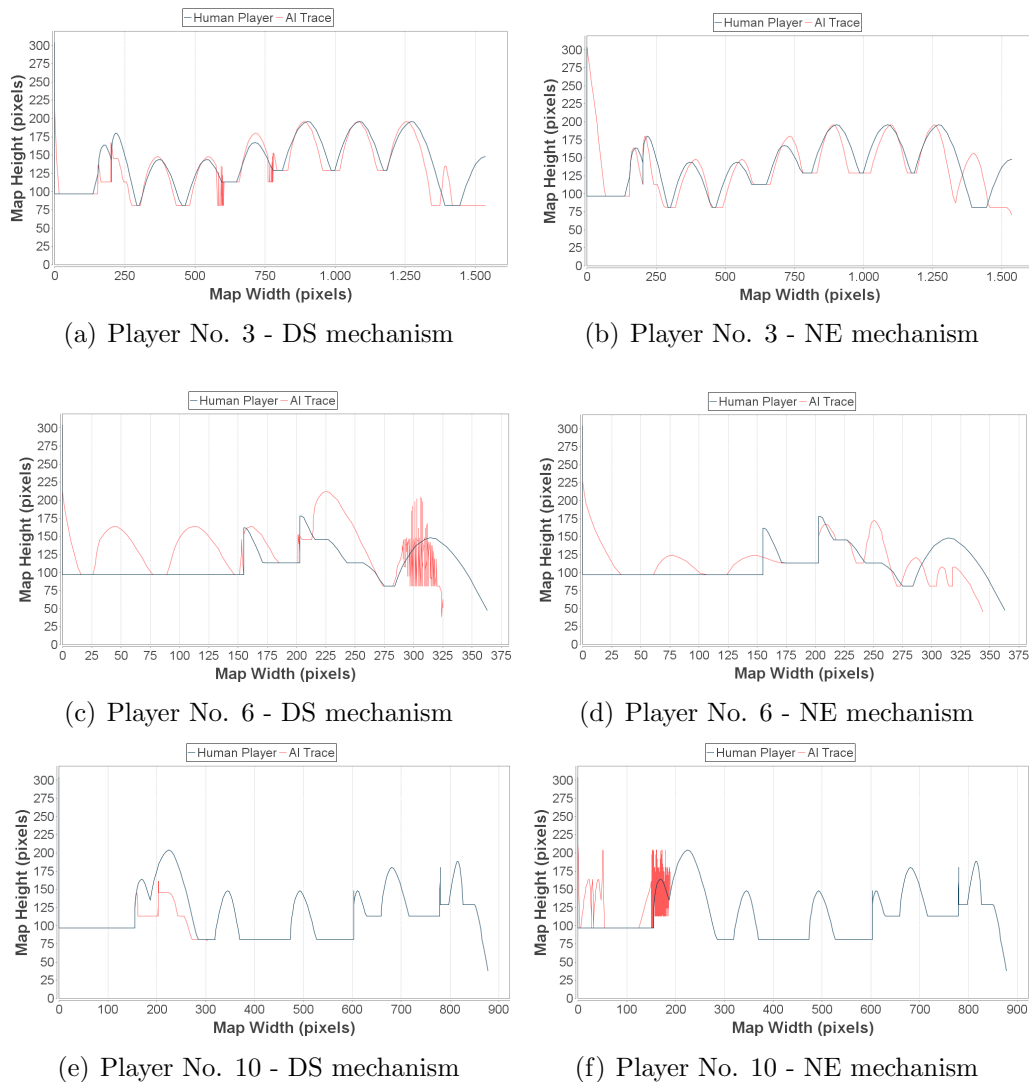 Human Player AI Trace
Map Height (pixels)
300
275
250
225
200
175
150
125
100
75
50
25
0
0 250 500 750 1.000 1.250 1.500
Map Width (pixels)
(a) Player No. 3 - DS mechanism
Human Player AI Trace
Map Height (pixels)
300
275
250
225
200
175
150
125
100
75
50
25
0
0 250 500 750 1.000 1.250 1.500
Map Width (pixels)
(b) Player No. 3 - NE mechanism
Human Player AI Trace
Map Height (pixels)
300
275
250
225
200
175
150
125
100
75
50
25
0
0 25 50 75 100 125 150 175 200 225 250 275 300 325 350 375
Map Width (pixels)
(c) Player No. 6 - DS mechanism
Human Player AI Trace
Map Height (pixels)
300
275
250
225
200
175
150
125
100
75
50
25
0
0 25 50 75 100 125 150 175 200 225 250 275 300 325 350 375
Map Width (pixels)
(d) Player No. 6 - NE mechanism
Human Player AI Trace
Map Height (pixels)
300
275
250
225
200
175
150
125
100
75
50
25
0
0 100 200 300 400 500 600 700 800 900
Map Width (pixels)
(e) Player No. 10 - DS mechanism
Human Player AI Trace
Map Height (pixels)
300
275
250
225
200
175
150
125
100
75
50
25
0
0 100 200 300 400 500 600 700 800 900
Map Width (pixels)
(f) Player No. 10 - NE mechanism